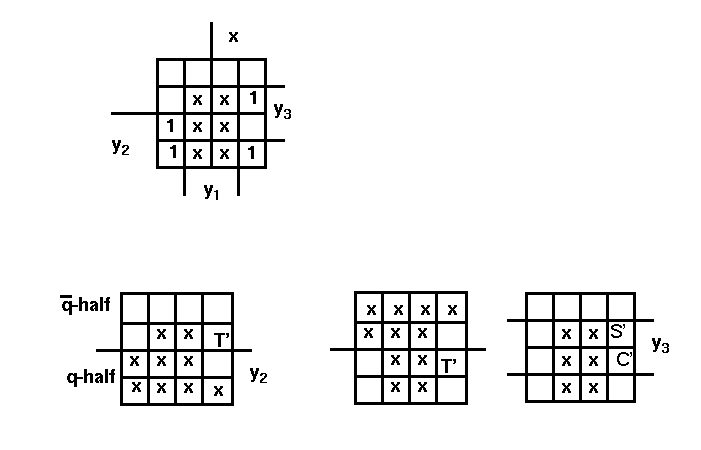 x
x x 1
y3
1 x x
y2
1 x x 1
y1
q̅-half
x x T'
x x x
q-half
x x x x
y2
x x x x
x x x
x x T'
x x
x x S'
y3
x x C'
x x